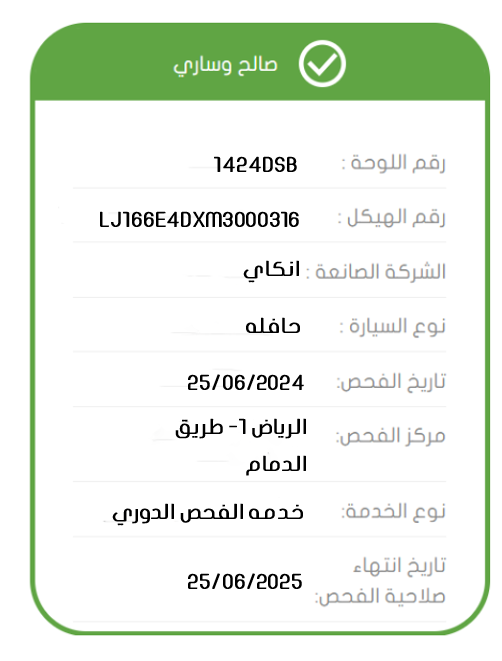 صالح وساري
رقم اللوحة : 1424DSB
رقم الهيكل : LJ166E4DXM3000316
الشركة الصانعة : انكاي
نوع السيارة : حافله
تاريخ الفحص: 25/06/2024
مركز الفحص: الرياض 1- طريق
الدمام
نوع الخدمة: خدمه الفحص الدوري
تاريخ انتهاء
صلاحية الفحص: 25/06/2025